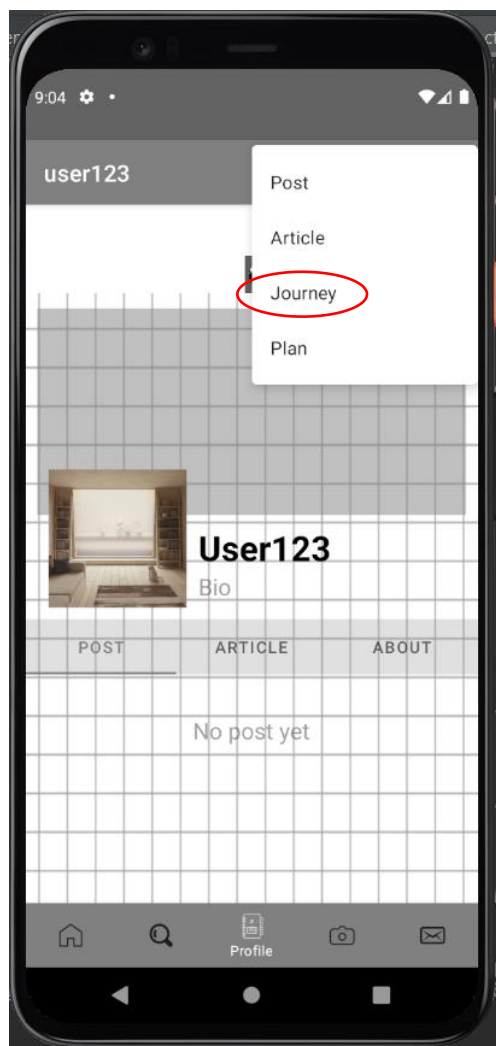 9:04
user123
Post
Article
Journey
Plan
User123
Bio
POST ARTICLE ABOUT
No post yet
Profile